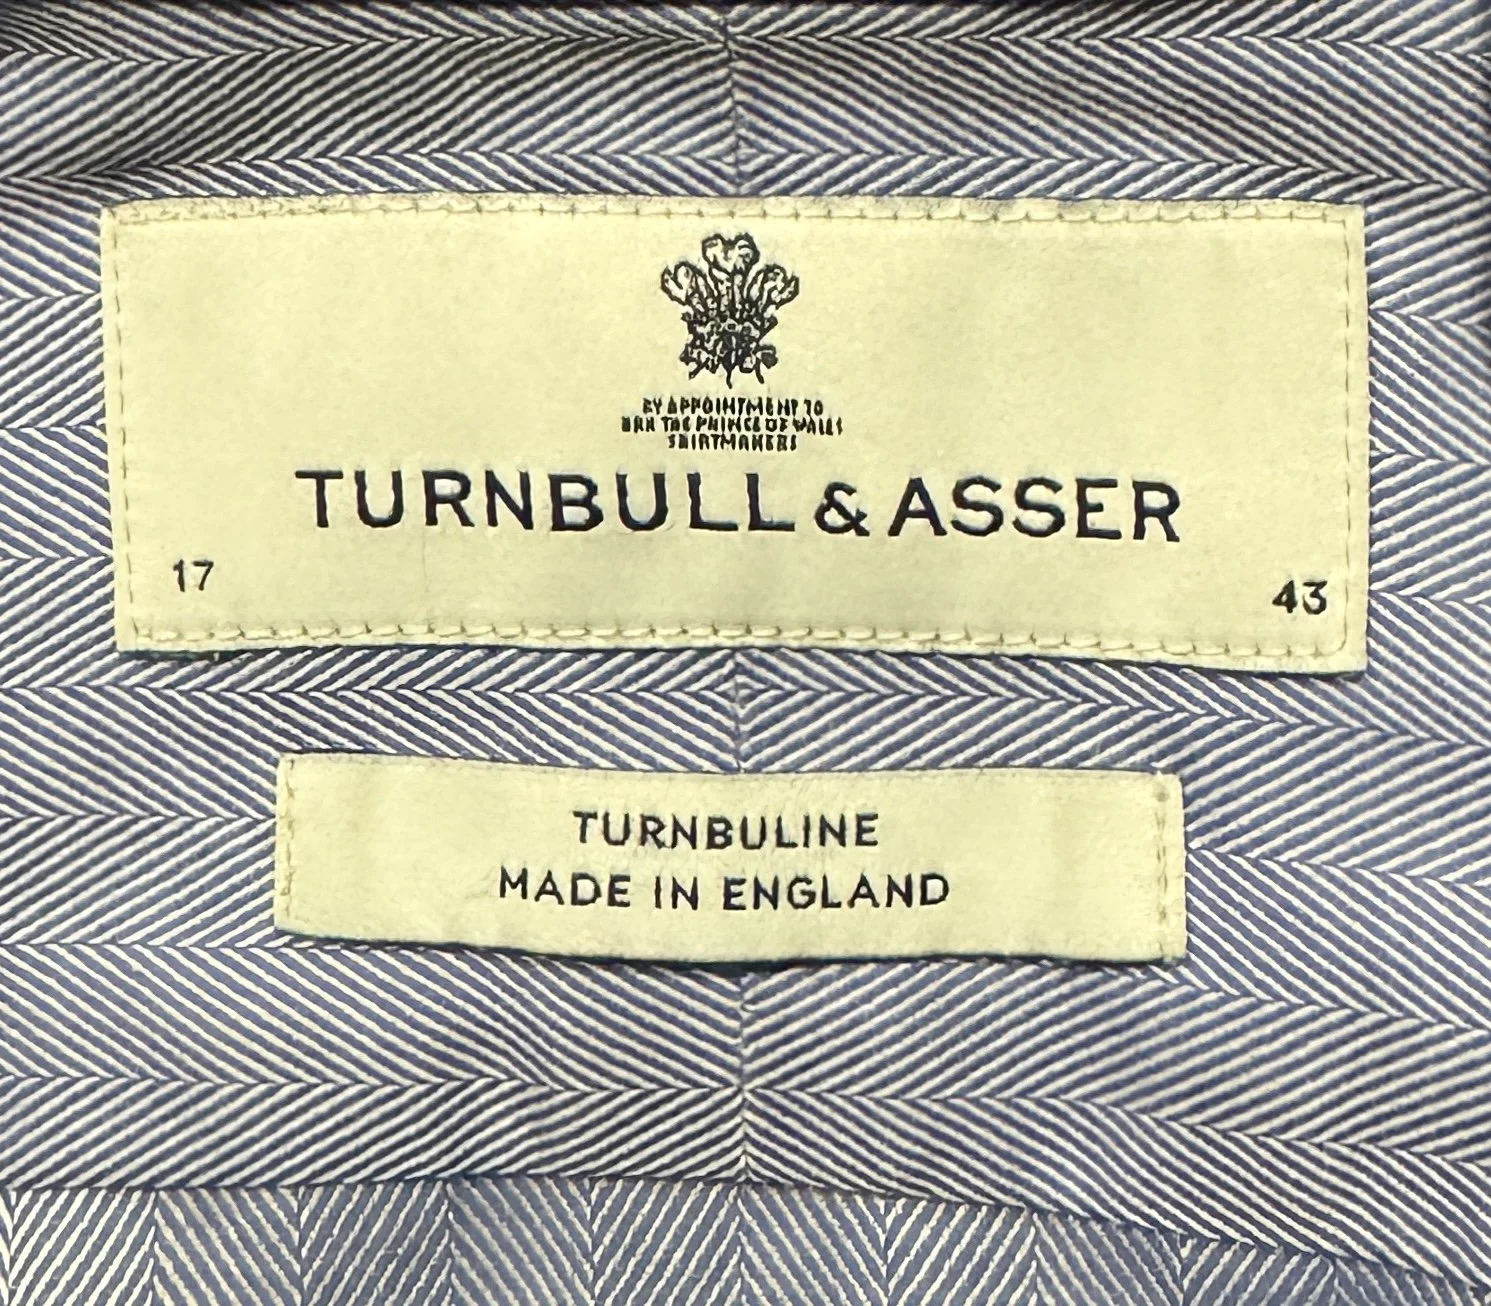 BY APPOINTMENT TO
HRH THE PRINCE OF WALES
SHIRTMAKERS
TURNBULL & ASSER
17
43
TURNBULINE
MADE IN ENGLAND